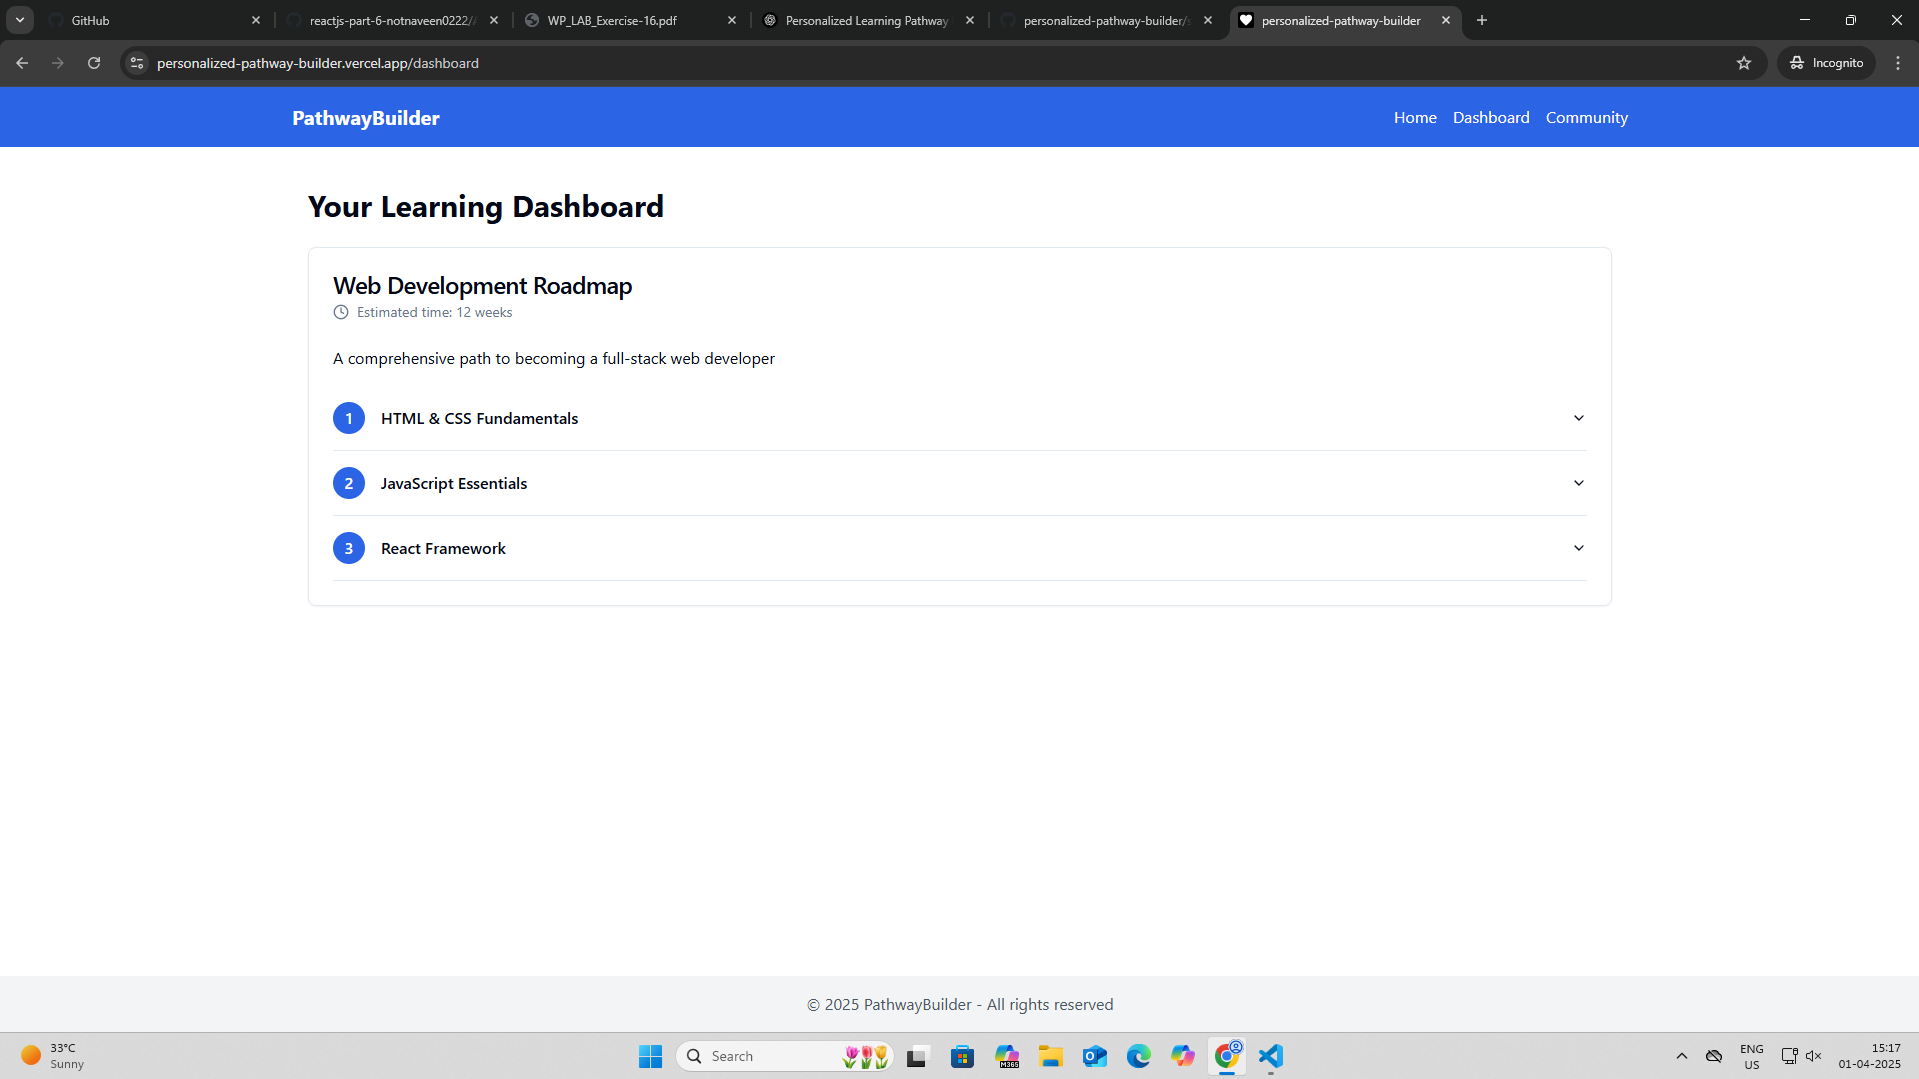 GitHub
reactjs-part-6-notnaveen0222/
WP_LAB_Exercise-16.pdf
Personalized Learning Pathway
personalized-pathway-builder/s
personalized-pathway-builder
personalized-pathway-builder.vercel.app/dashboard
Incognito
PathwayBuilder
Home Dashboard Community
Your Learning Dashboard
Web Development Roadmap
Estimated time: 12 weeks
A comprehensive path to becoming a full-stack web developer
1 HTML & CSS Fundamentals
2 JavaScript Essentials
3 React Framework
© 2025 PathwayBuilder - All rights reserved
33°C
Sunny
Search
M365
ENG
US
15:17
01-04-2025